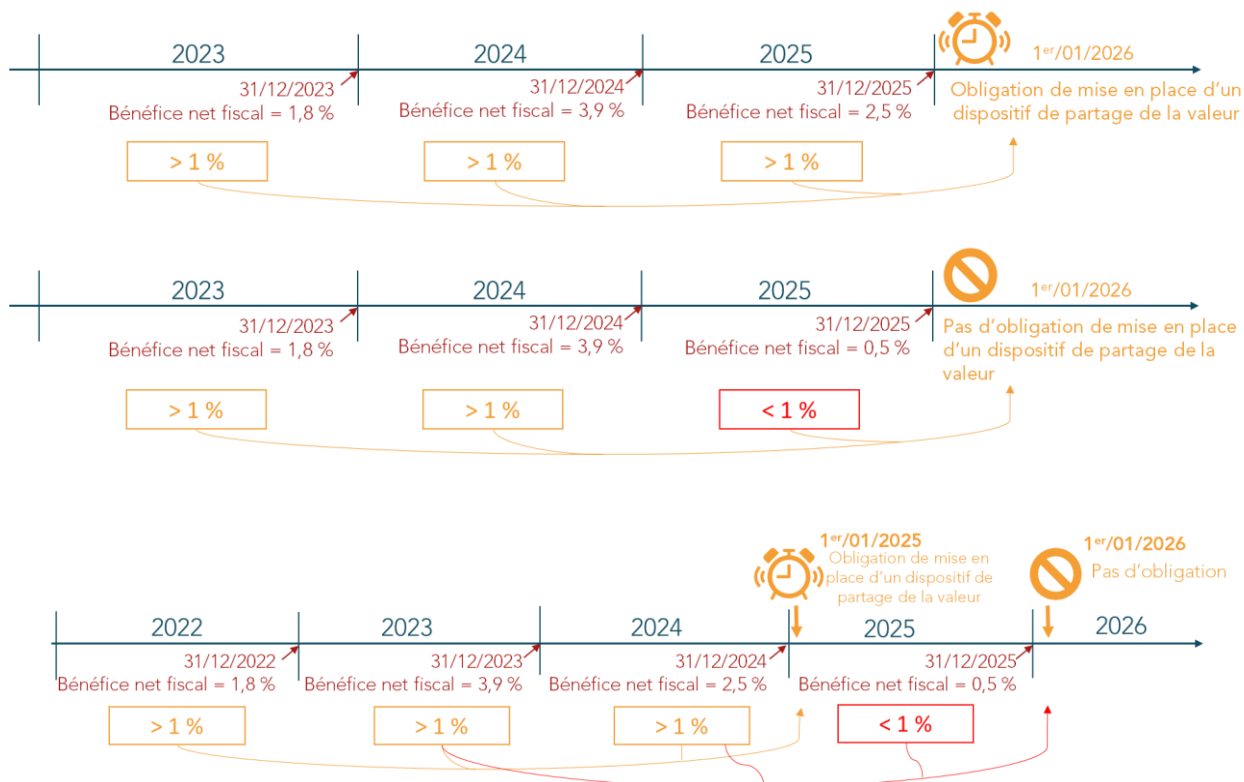 2023
2024
2025
1er/01/2026
31/12/2023
31/12/2024
31/12/2025
Bénéfice net fiscal = 1,8 %
Bénéfice net fiscal = 3,9 %
Bénéfice net fiscal = 2,5 %
Obligation de mise en place d'un
dispositif de partage de la valeur
> 1 %
> 1 %
> 1 %
2023
2024
2025
1er/01/2026
31/12/2023
31/12/2024
31/12/2025
Bénéfice net fiscal = 1,8 %
Bénéfice net fiscal = 3,9 %
Bénéfice net fiscal = 0,5 %
Pas d'obligation de mise en place
d'un dispositif de partage de la
valeur
> 1 %
> 1 %
< 1 %
1er/01/2025
Obligation de mise en
place d'un dispositif de
partage de la valeur
1er/01/2026
Pas d'obligation
2022
2023
2024
2025
2026
31/12/2022
31/12/2023
31/12/2024
31/12/2025
Bénéfice net fiscal = 1,8 %
Bénéfice net fiscal = 3,9 %
Bénéfice net fiscal = 2,5 %
Bénéfice net fiscal = 0,5 %
> 1 %
> 1 %
> 1 %
< 1 %